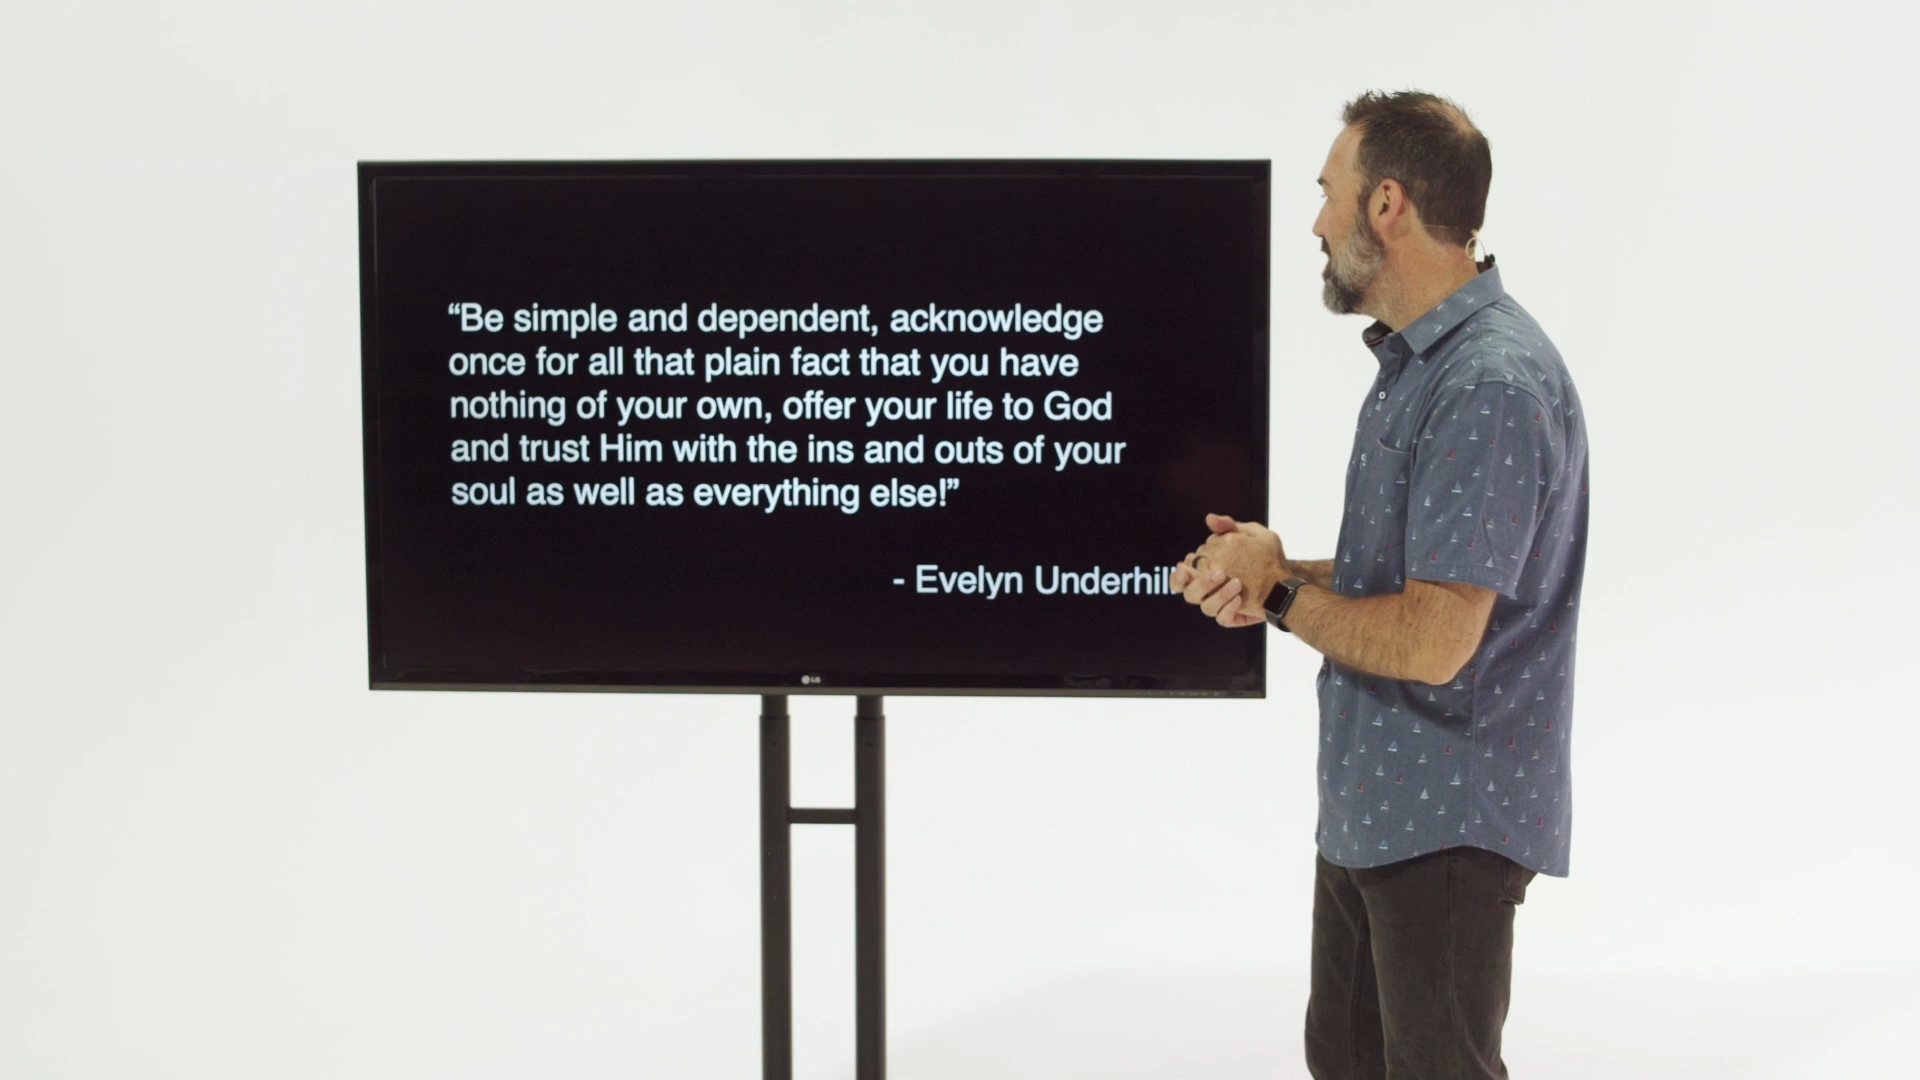 “Be simple and dependent, acknowledge
once for all that plain fact that you have
nothing of your own, offer your life to God
and trust Him with the ins and outs of your
soul as well as everything else!”
- Evelyn Underhill
LG